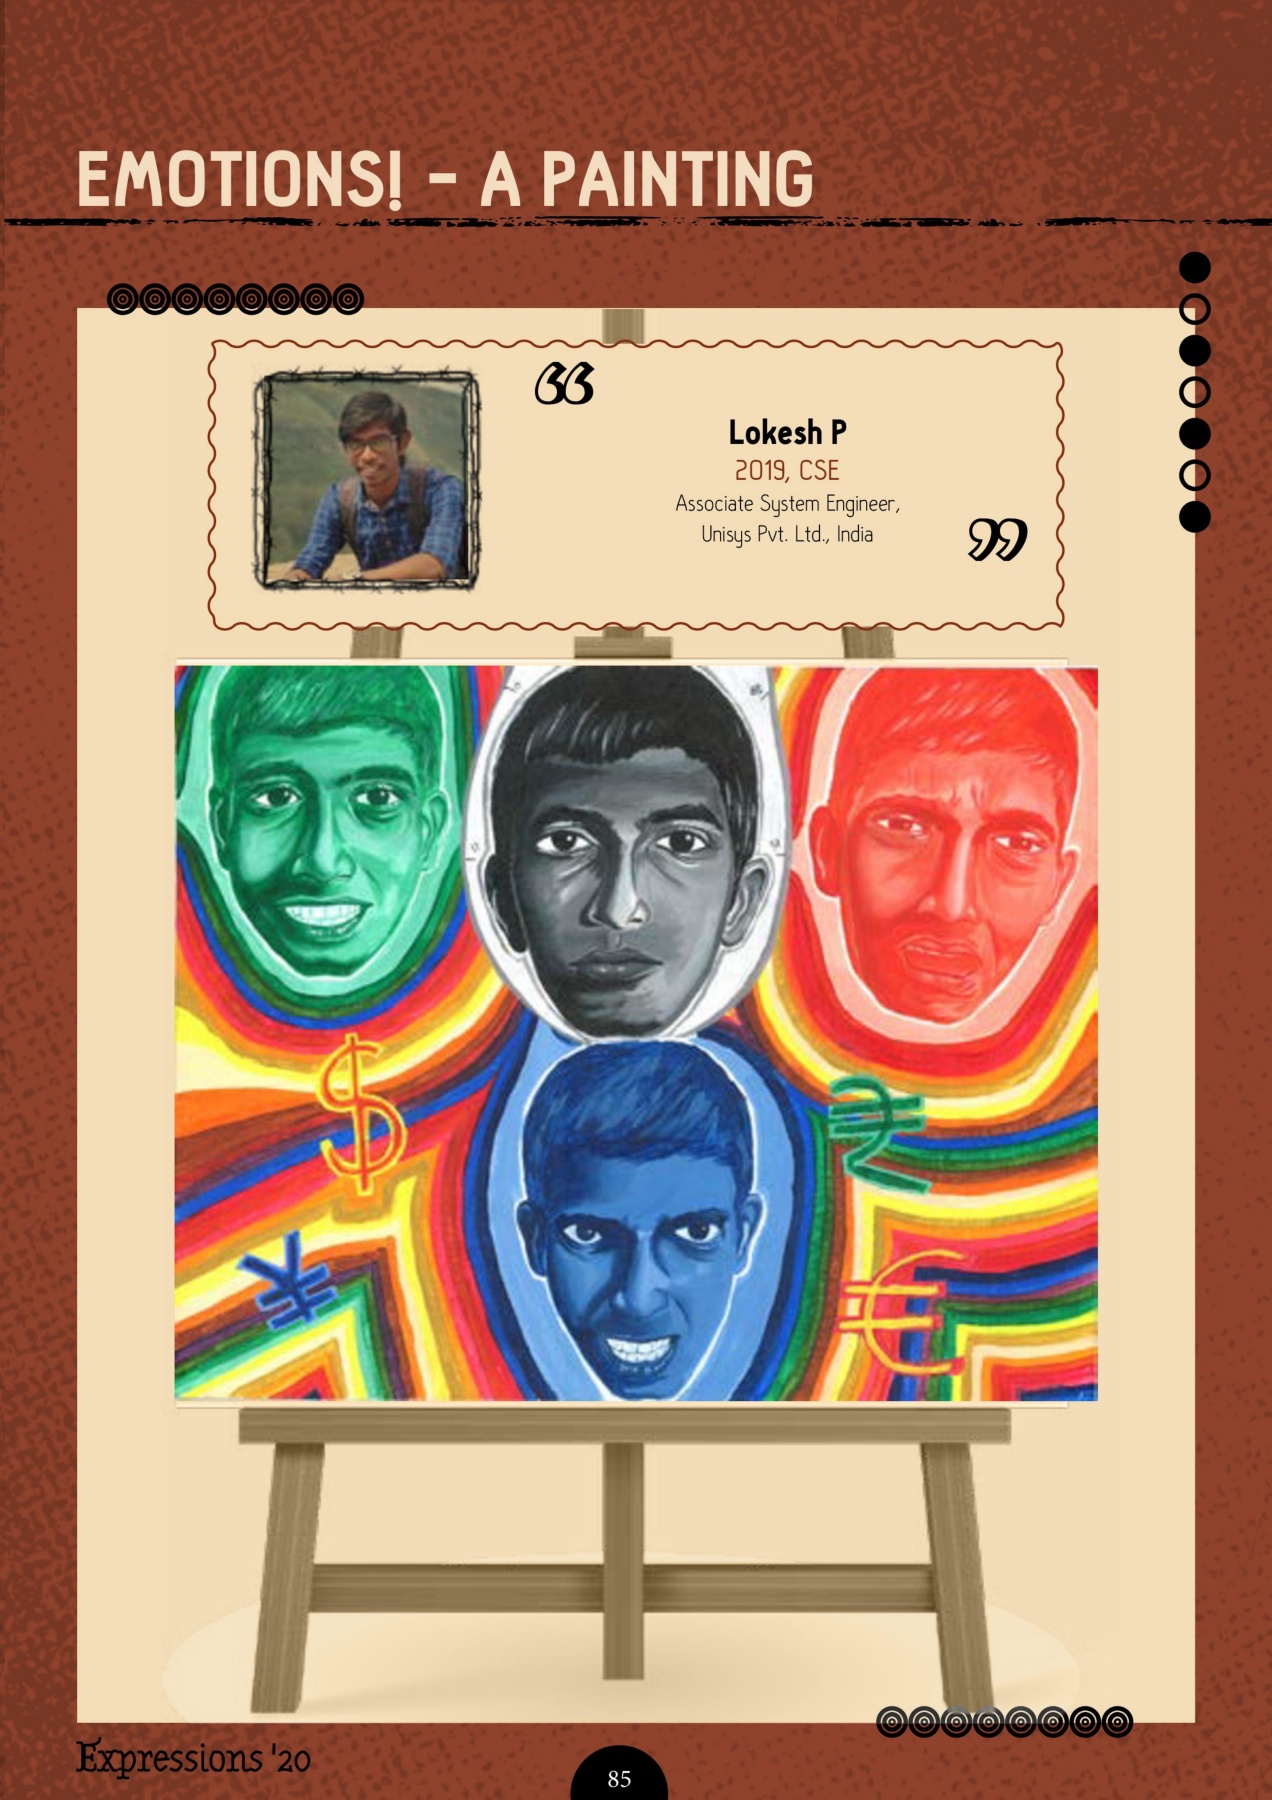 EMOTIONS! - A PAINTING
“
Lokesh P
2019, CSE
Associate System Engineer,
Unisys Pvt. Ltd., India
”
$
₹
¥
€
Expressions '20
85